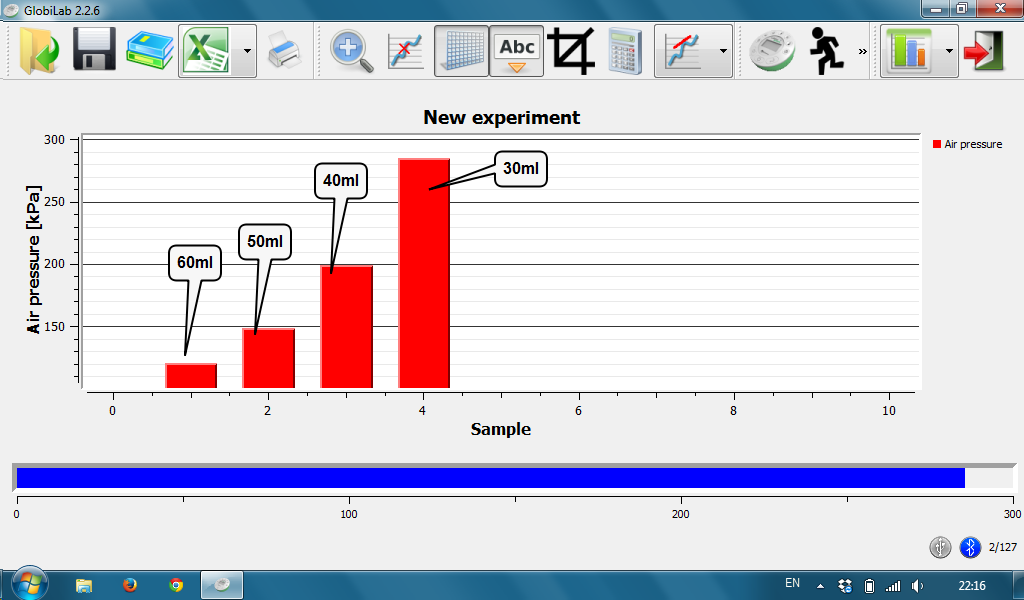 GlobiLab 2.2.6
Abc
»
New experiment
Air pressure [kPa]
300
250
200
150
60ml
50ml
40ml
30ml
Air pressure
0 2 4 6 8 10
Sample
0 100 200 300
2/127
EN
22:16